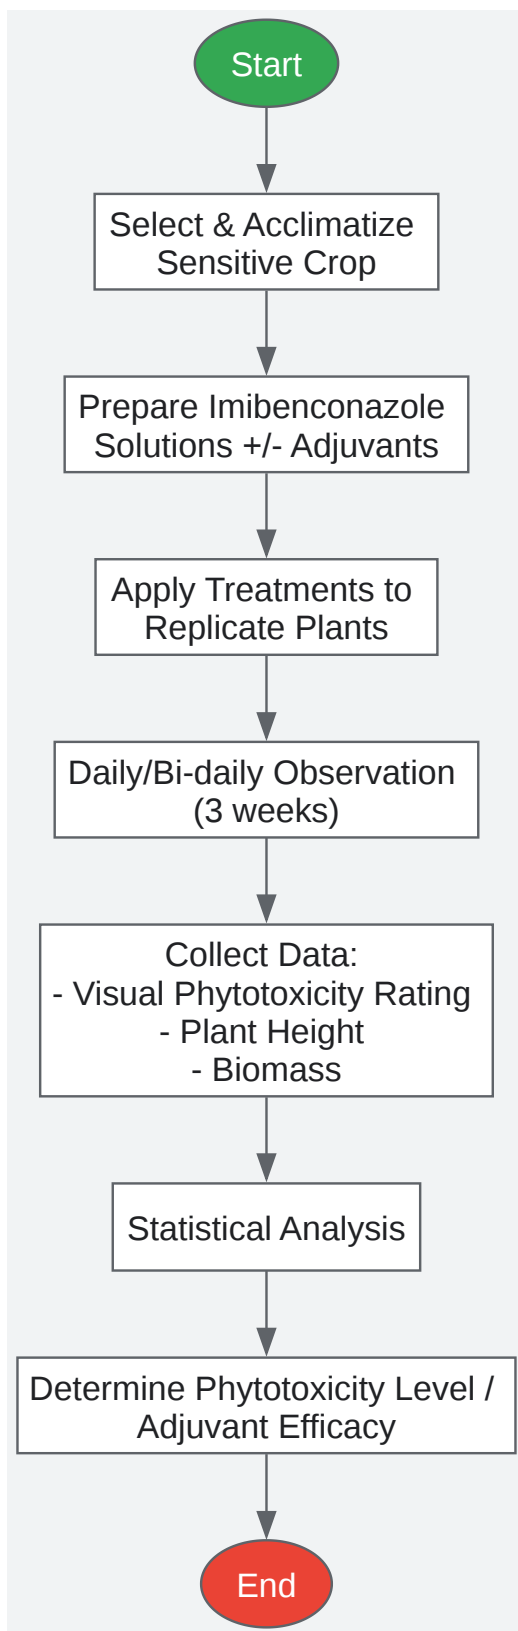 Start
Select & Acclimatize
Sensitive Crop
Prepare Imibenconazole
Solutions +/- Adjuvants
Apply Treatments to
Replicate Plants
Daily/Bi-daily Observation
(3 weeks)
Collect Data:
- Visual Phytotoxicity Rating
- Plant Height
- Biomass
Statistical Analysis
Determine Phytotoxicity Level /
Adjuvant Efficacy
End